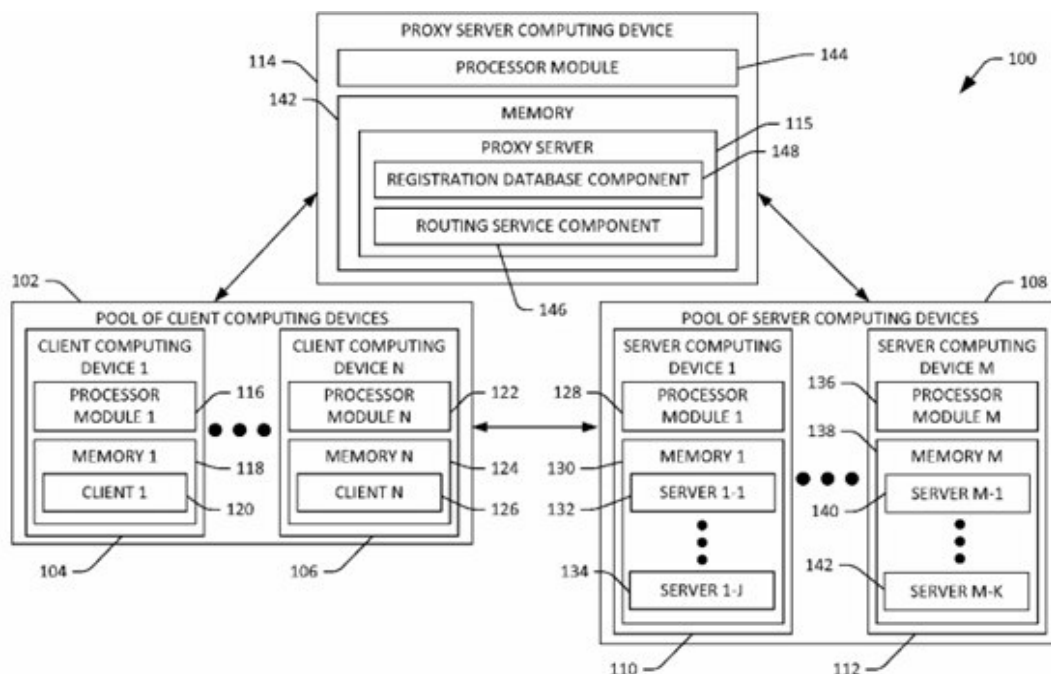 PROXY SERVER COMPUTING DEVICE
114
PROCESSOR MODULE
144
100
142
MEMORY
115
PROXY SERVER
148
REGISTRATION DATABASE COMPONENT
ROUTING SERVICE COMPONENT
102
146
108
POOL OF CLIENT COMPUTING DEVICES
POOL OF SERVER COMPUTING DEVICES
CLIENT COMPUTING
DEVICE 1
PROCESSOR
MODULE 1
116
MEMORY 1
118
CLIENT 1
120
104
CLIENT COMPUTING
DEVICE N
PROCESSOR
MODULE N
122
MEMORY N
124
CLIENT N
126
106
SERVER COMPUTING
DEVICE 1
128
PROCESSOR
MODULE 1
130
MEMORY 1
132
SERVER 1-1
134
SERVER 1-J
110
SERVER COMPUTING
DEVICE M
136
PROCESSOR
MODULE M
138
MEMORY M
140
SERVER M-1
142
SERVER M-K
112